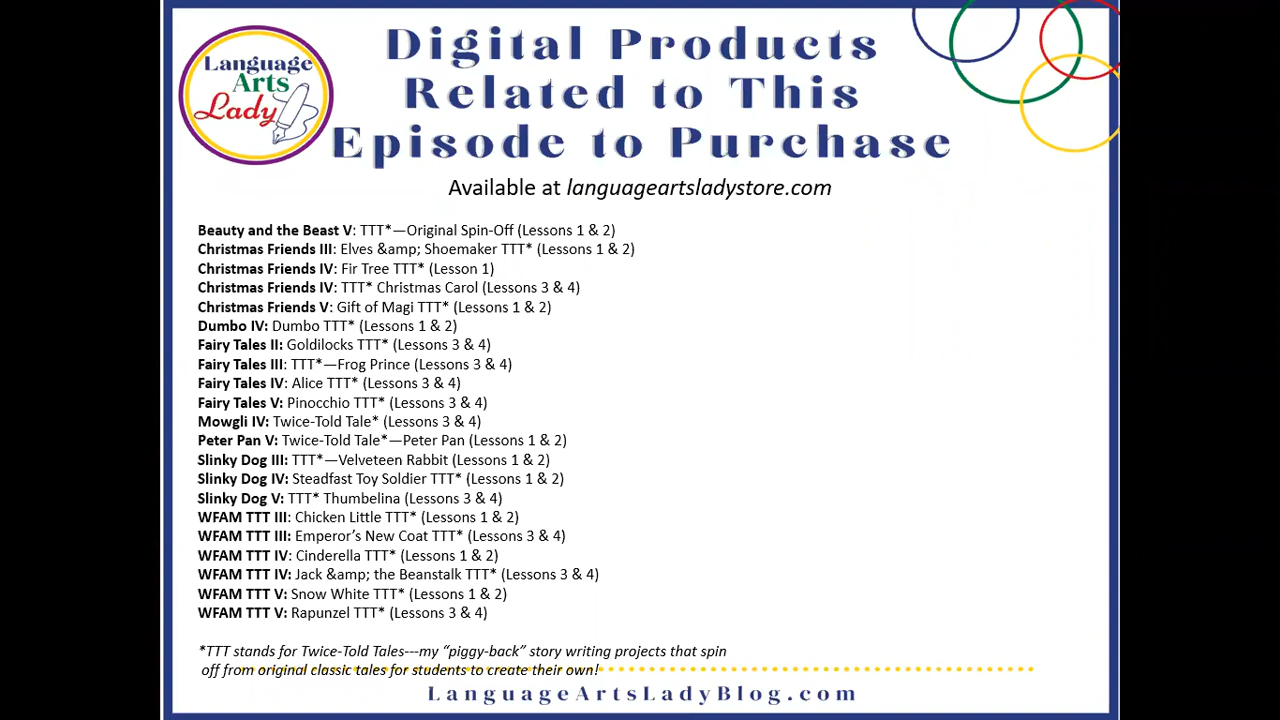 Language
Arts
Lady
Digital Products
Related to This
Episode to Purchase
Available at languageartsladystore.com
Beauty and the Beast V: TTT*—Original Spin-Off (Lessons 1 & 2)
Christmas Friends III: Elves &amp; Shoemaker TTT* (Lessons 1 & 2)
Christmas Friends IV: Fir Tree TTT* (Lesson 1)
Christmas Friends IV: TTT* Christmas Carol (Lessons 3 & 4)
Christmas Friends V: Gift of Magi TTT* (Lessons 1 & 2)
Dumbo IV: Dumbo TTT* (Lessons 1 & 2)
Fairy Tales II: Goldilocks TTT* (Lessons 3 & 4)
Fairy Tales III: TTT*—Frog Prince (Lessons 3 & 4)
Fairy Tales IV: Alice TTT* (Lessons 3 & 4)
Fairy Tales V: Pinocchio TTT* (Lessons 3 & 4)
Mowgli IV: Twice-Told Tale* (Lessons 3 & 4)
Peter Pan V: Twice-Told Tale*—Peter Pan (Lessons 1 & 2)
Slinky Dog III: TTT*—Velveteen Rabbit (Lessons 1 & 2)
Slinky Dog IV: Steadfast Toy Soldier TTT* (Lessons 1 & 2)
Slinky Dog V: TTT* Thumbelina (Lessons 3 & 4)
WFAM TTT III: Chicken Little TTT* (Lessons 1 & 2)
WFAM TTT III: Emperor’s New Coat TTT* (Lessons 3 & 4)
WFAM TTT IV: Cinderella TTT* (Lessons 1 & 2)
WFAM TTT IV: Jack &amp; the Beanstalk TTT* (Lessons 3 & 4)
WFAM TTT V: Snow White TTT* (Lessons 1 & 2)
WFAM TTT V: Rapunzel TTT* (Lessons 3 & 4)
*TTT stands for Twice-Told Tales---my “piggy-back” story writing projects that spin
off from original classic tales for students to create their own!
LanguageArtsLadyBlog.com